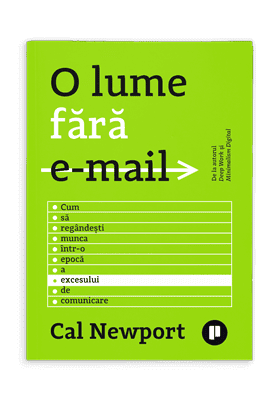 O lume
fără
e-mail
De la autorul
Deep Work și
Minimalism Digital
Cum
să
regândești
munca
într-o
epocă
a
excesului
de
comunicare
Cal Newport